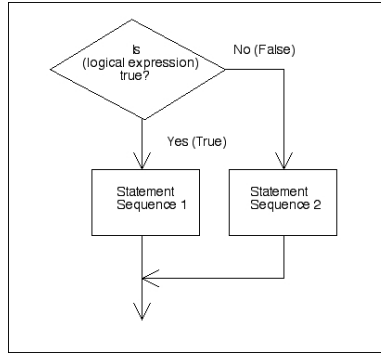 Is
(logical expression)
true?
No (False)
Yes (True)
Statement
Sequence 1
Statement
Sequence 2